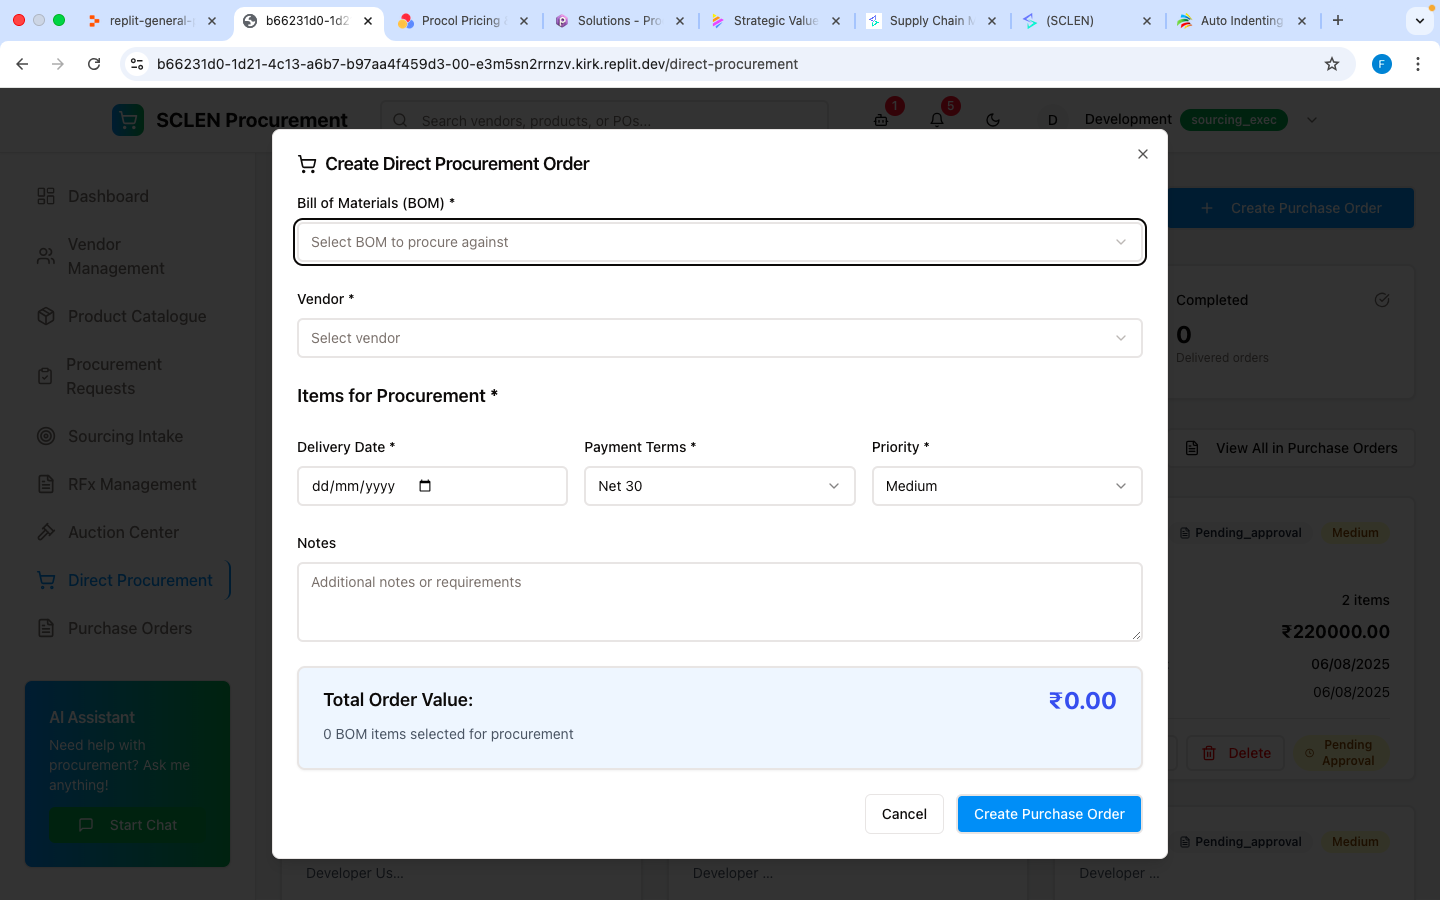 replit-general-
b66231d0-1d2
Procol Pricing
Solutions - Pro
Strategic Value
Supply Chain M
(SCLEN)
Auto Indenting
b66231d0-1d21-4c13-a6b7-b97aa4f459d3-00-e3m5sn2rrnzv.kirk.replit.dev/direct-procurement
F
SCLEN Procurement
Search vendors, products, or POs...
1
5
D
Development
sourcing_exec
Dashboard
Vendor
Management
Product Catalogue
Procurement
Requests
Sourcing Intake
RFx Management
Auction Center
Direct Procurement
Purchase Orders
AI Assistant
Need help with
procurement? Ask me
anything!
Start Chat
Create Direct Procurement Order
Bill of Materials (BOM) *
Select BOM to procure against
Vendor *
Select vendor
Items for Procurement *
Delivery Date *
Payment Terms *
Priority *
dd/mm/yyyy
Net 30
Medium
Notes
Additional notes or requirements
Total Order Value:
₹0.00
0 BOM items selected for procurement
Cancel
Create Purchase Order
Create Purchase Order
Completed
0
Delivered orders
View All in Purchase Orders
Pending_approval
Medium
2 items
₹220000.00
06/08/2025
06/08/2025
Delete
Pending
Approval
Pending_approval
Medium
Developer Us...
Developer ...
Developer ...